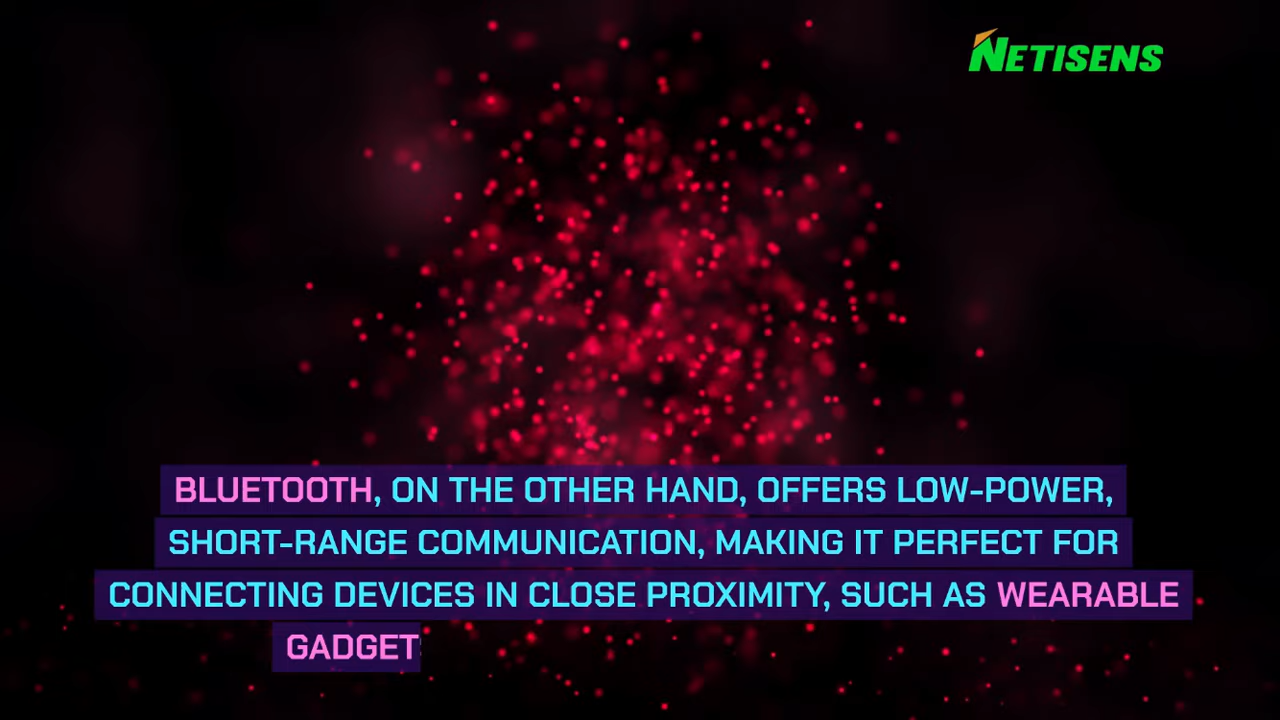 NETISENS
BLUETOOTH, ON THE OTHER HAND, OFFERS LOW-POWER,
SHORT-RANGE COMMUNICATION, MAKING IT PERFECT FOR
CONNECTING DEVICES IN CLOSE PROXIMITY, SUCH AS WEARABLE
GADGET